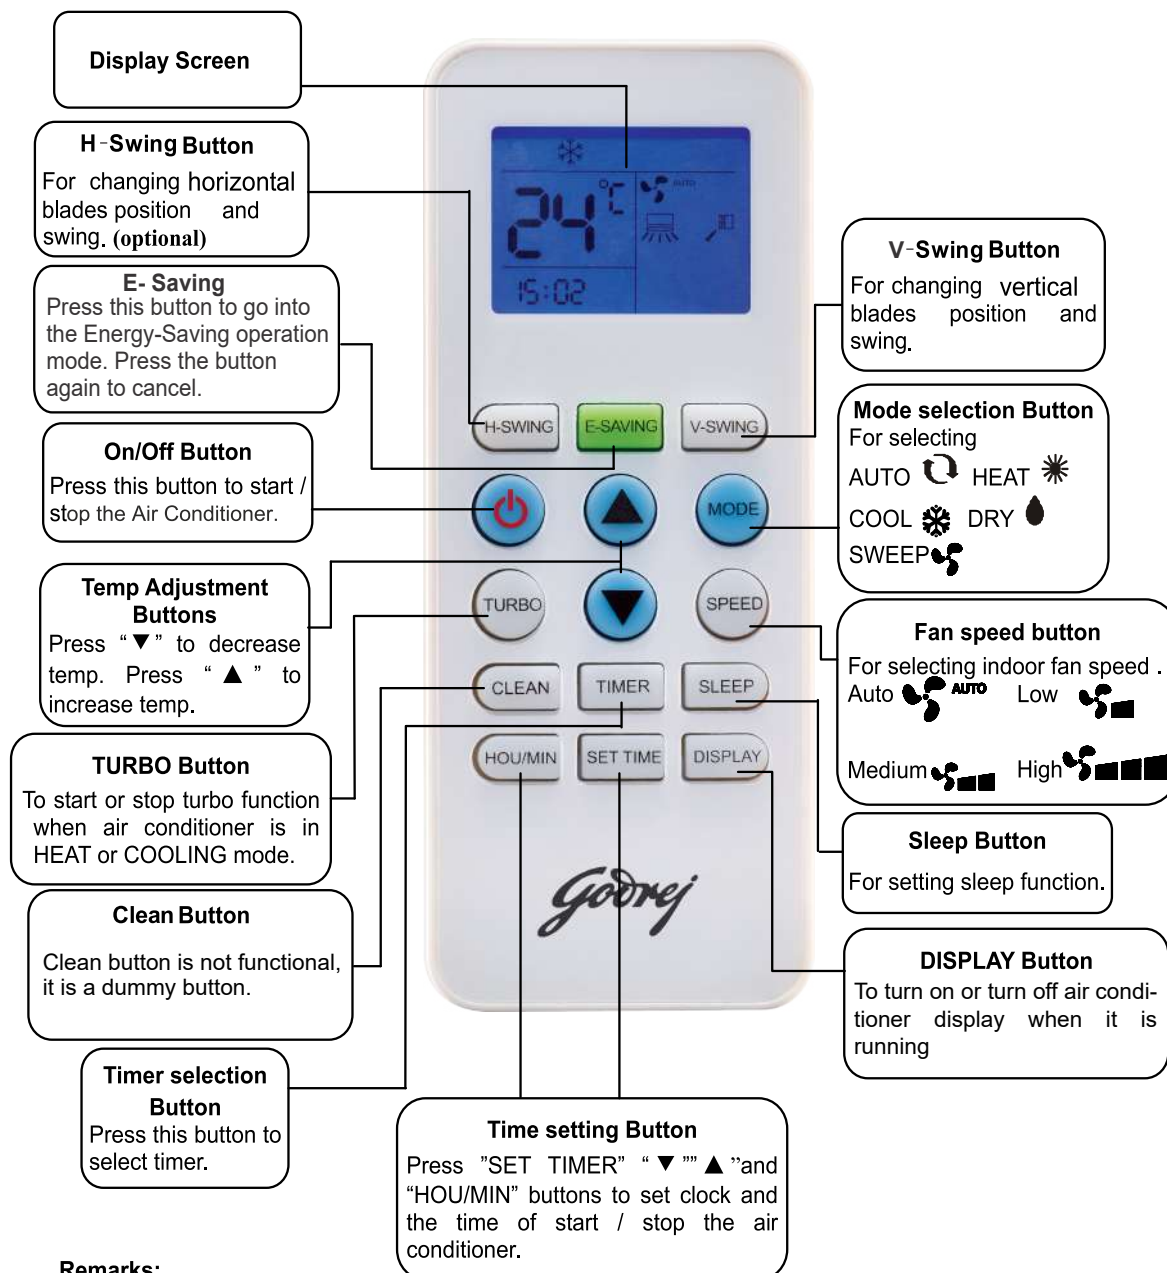 Display Screen
H-Swing Button
For changing horizontal
blades position and
swing. (optional)
E- Saving
Press this button to go into
the Energy-Saving operation
mode. Press the button
again to cancel.
On/Off Button
Press this button to start /
stop the Air Conditioner.
Temp Adjustment
Buttons
Press “▼” to decrease
temp. Press “ ▲ ” to
increase temp.
TURBO Button
To start or stop turbo function
when air conditioner is in
HEAT or COOLING mode.
Clean Button
Clean button is not functional,
it is a dummy button.
Timer selection
Button
Press this button to
select timer.
24°C AUTO
15:02
H-SWING E-SAVING V-SWING
MODE
TURBO SPEED
CLEAN TIMER SLEEP
HOU/MIN SET TIME DISPLAY
Godrej
V-Swing Button
For changing vertical
blades position and
swing.
Mode selection Button
For selecting
AUTO HEAT
COOL DRY
SWEEP
Fan speed button
For selecting indoor fan speed .
Auto AUTO Low
Medium High
Sleep Button
For setting sleep function.
DISPLAY Button
To turn on or turn off air condi-
tioner display when it is
running
Time setting Button
Press ”SET TIMER” “ ▼ ”” ▲ ”and
“HOU/MIN” buttons to set clock and
the time of start / stop the air
conditioner.
Remarks: